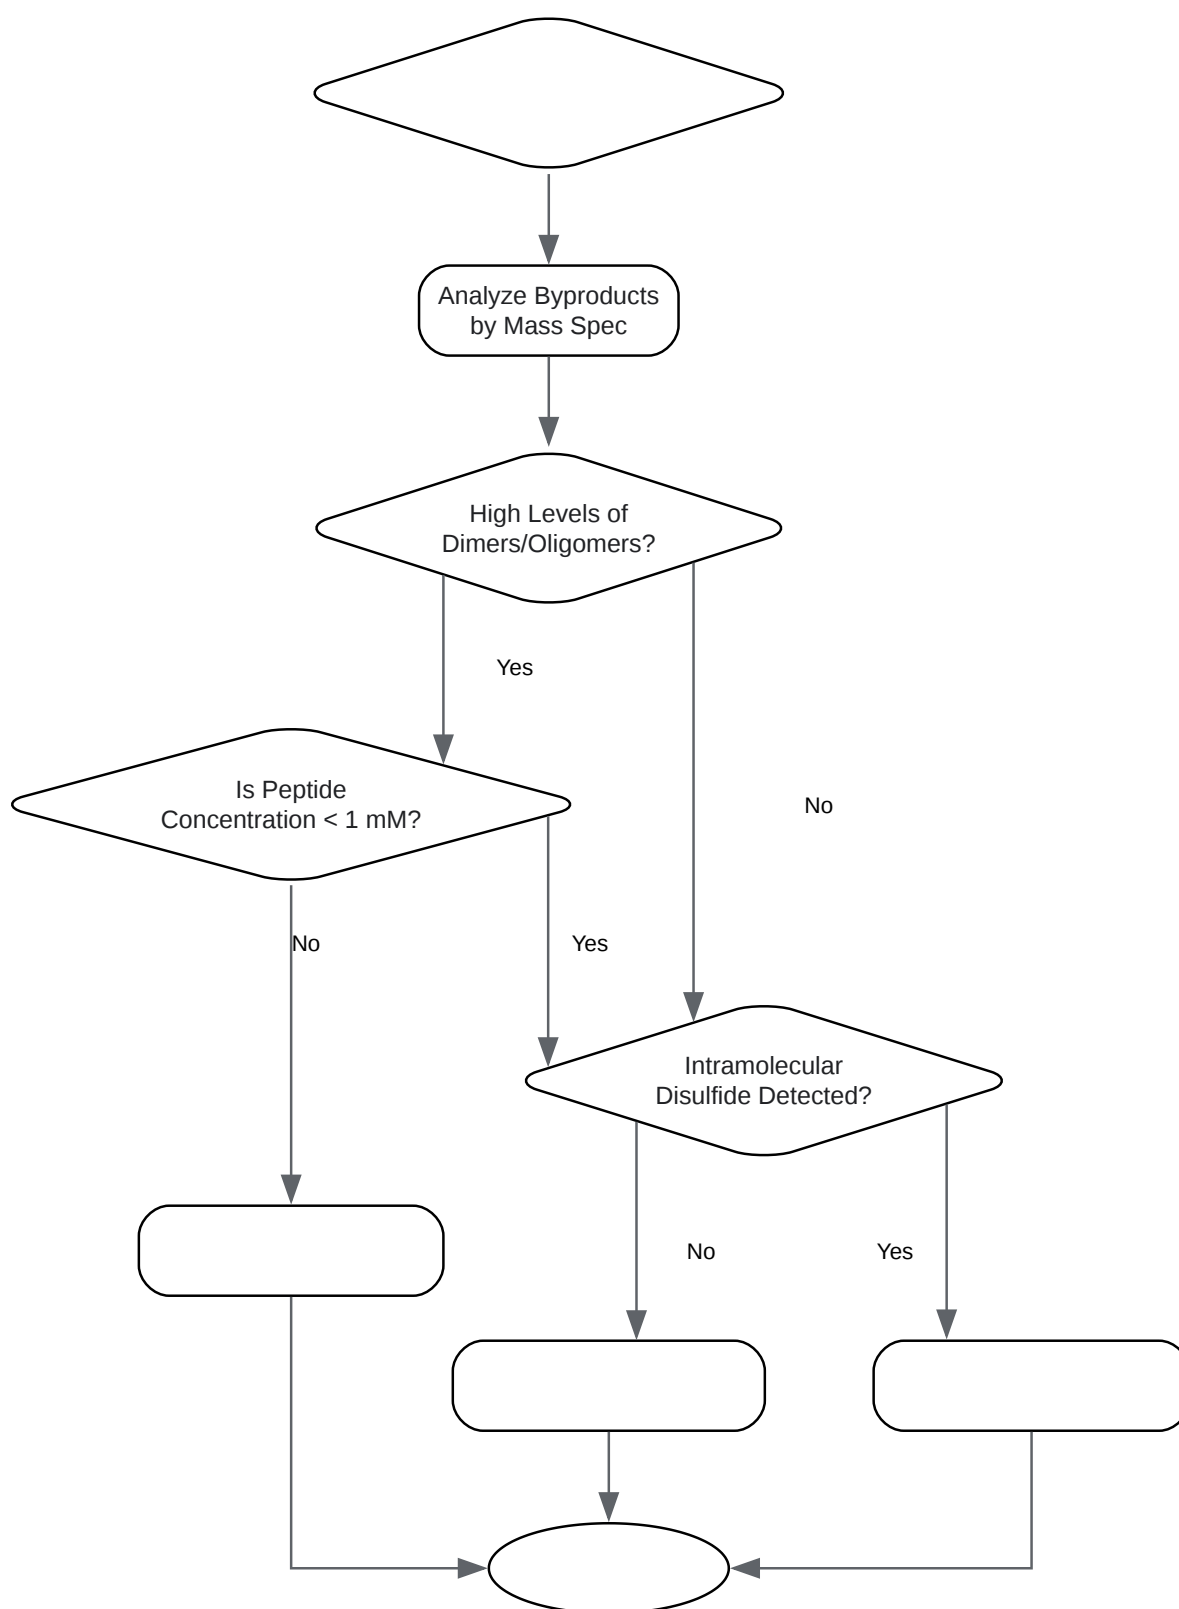 Analyze Byproducts
by Mass Spec
High Levels of
Dimers/Oligomers?
Yes
Is Peptide
Concentration < 1 mM?
No
No
Yes
Intramolecular
Disulfide Detected?
No
Yes